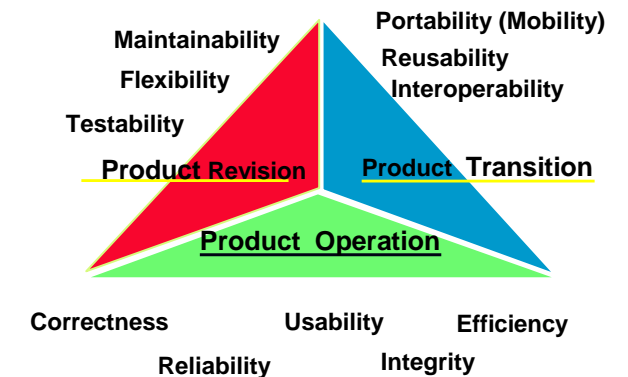 Portability (Mobility)
Maintainability
Reusability
Flexibility
Interoperability
Testability
Product Revision
Product Transition
Product Operation
Correctness
Usability
Efficiency
Reliability
Integrity